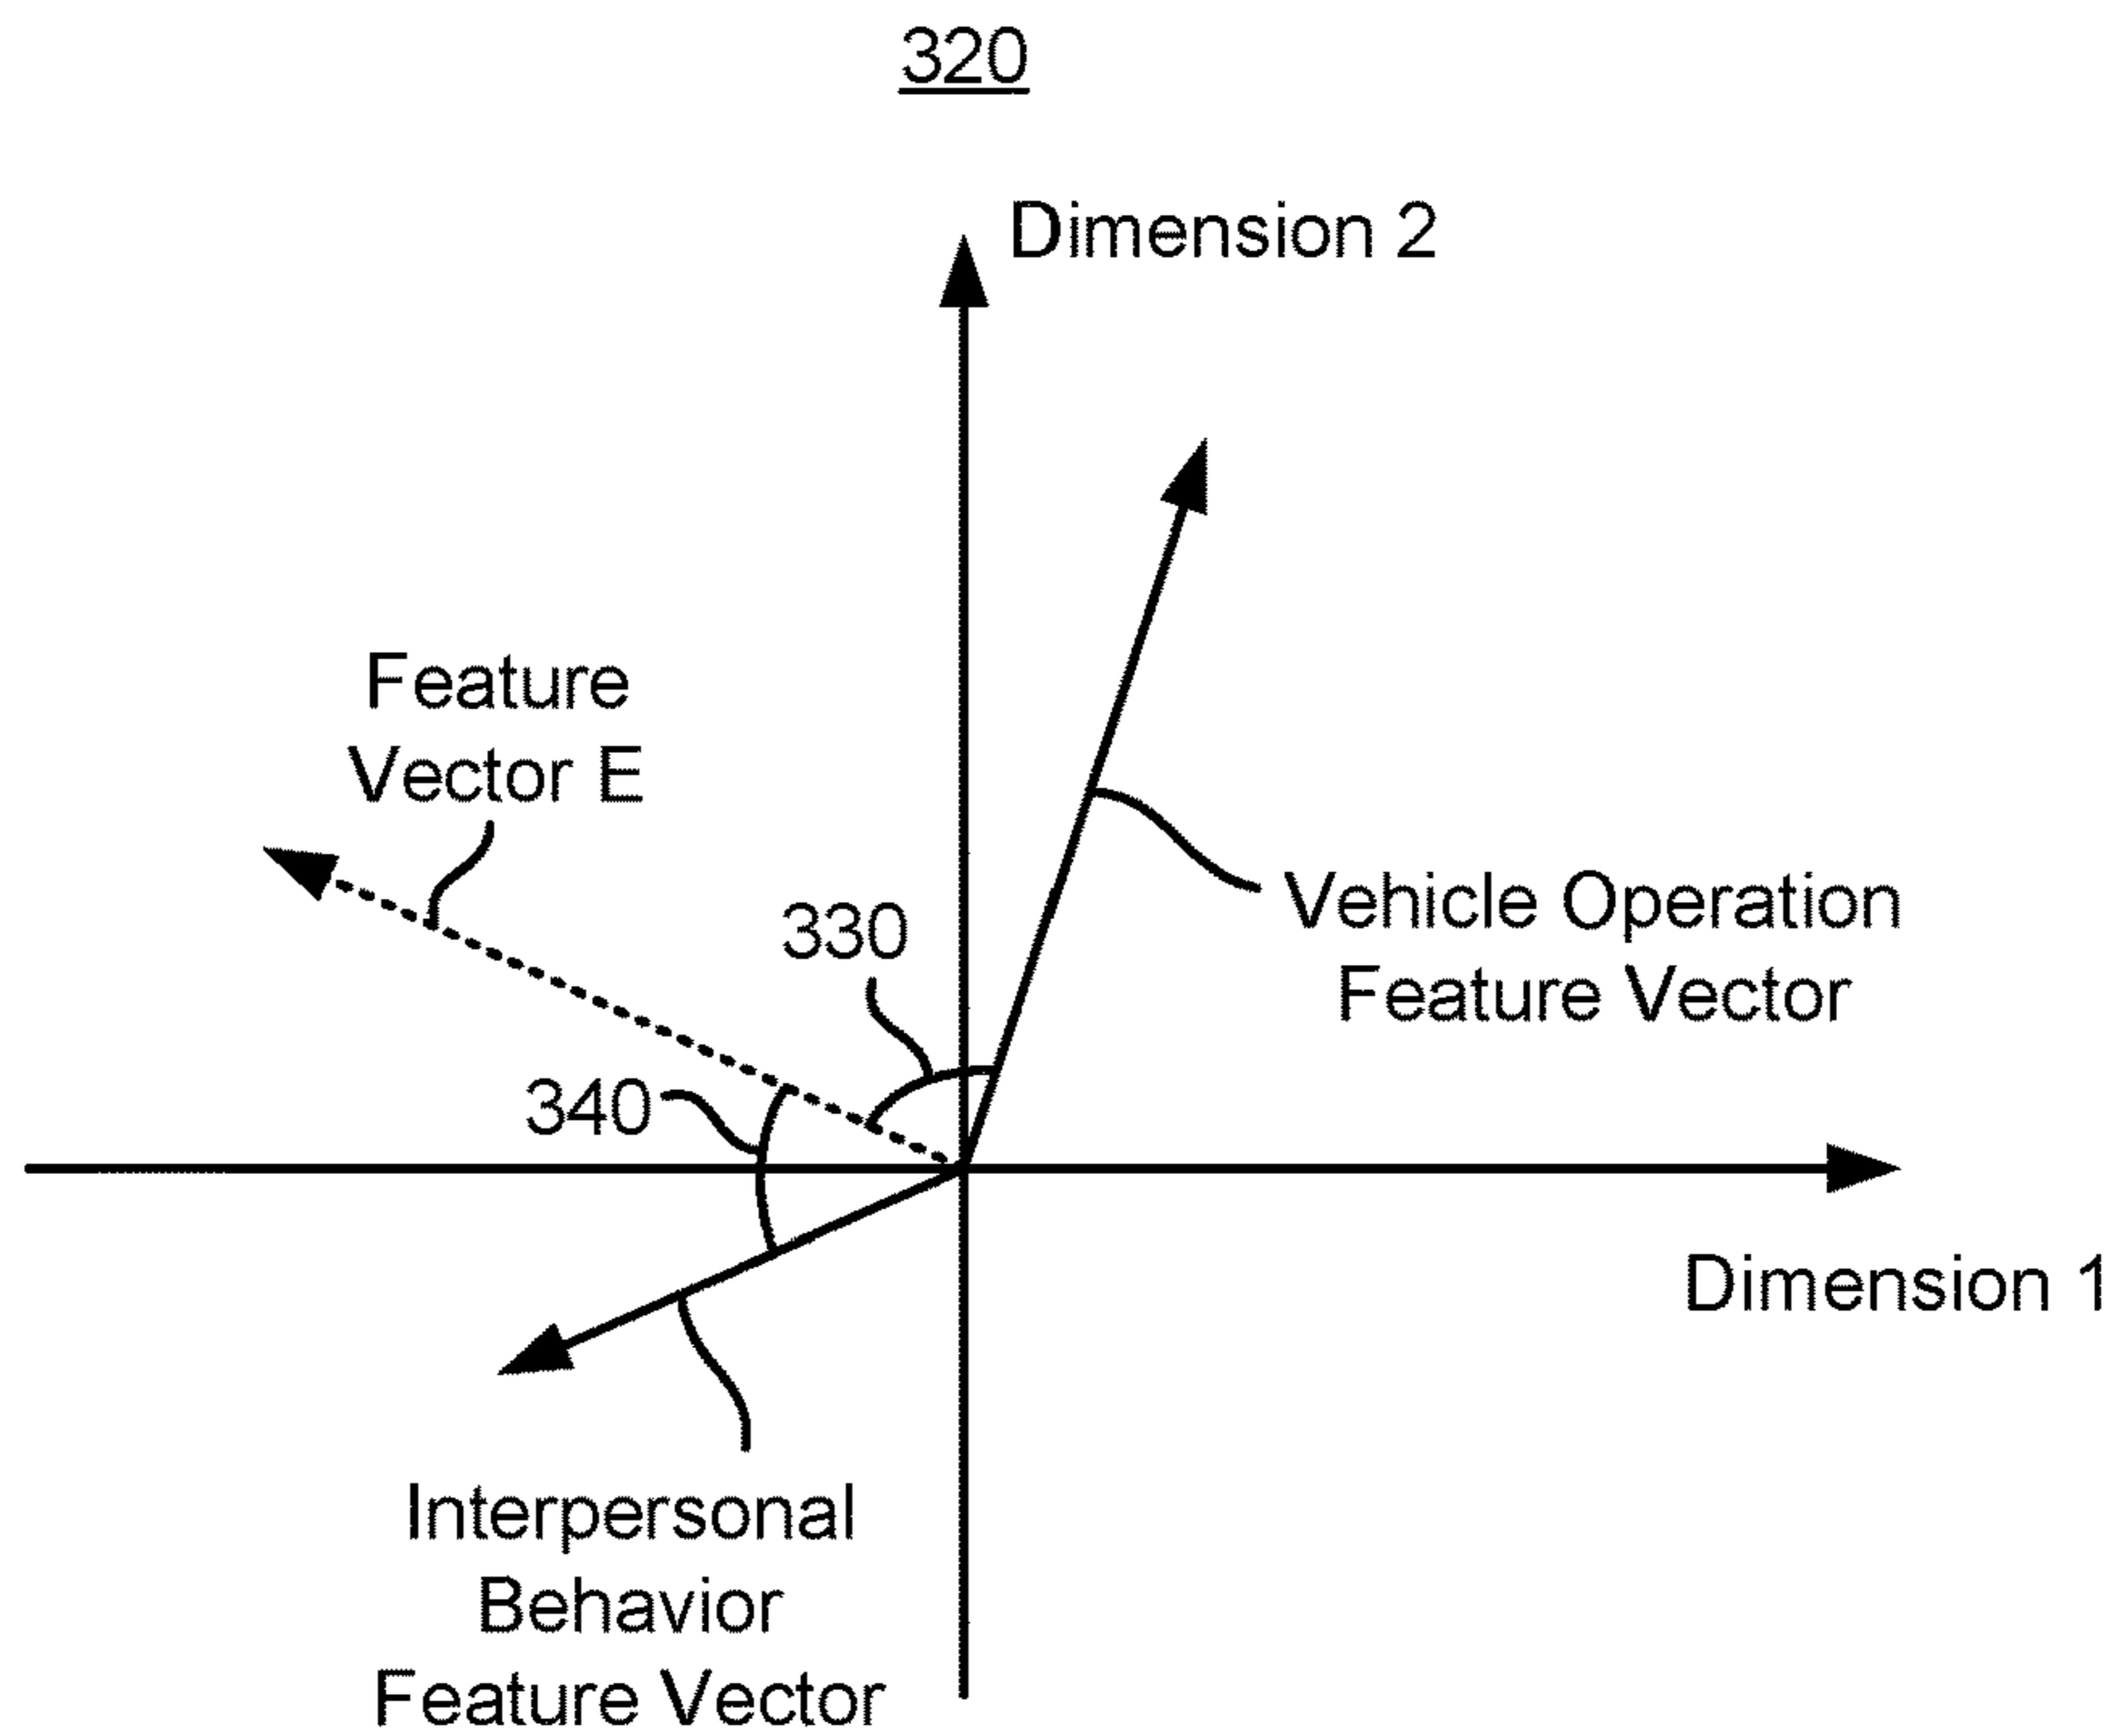 320
Dimension 2
Feature
Vector E
330
Vehicle Operation
Feature Vector
340
Dimension 1
Interpersonal
Behavior
Feature Vector